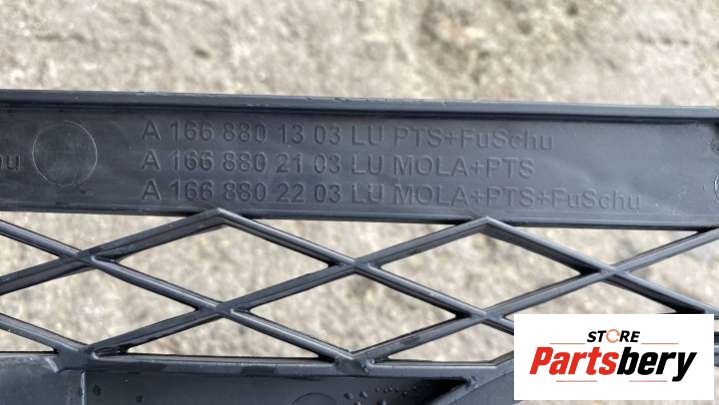 A 166 880 13 03 LU PTS+FuSchu
A 166 880 21 03 LU MOLA+PTS
hu
A 166 880 22 03 LU MOLA+PTS+FuSchu
STORE
Partsbery